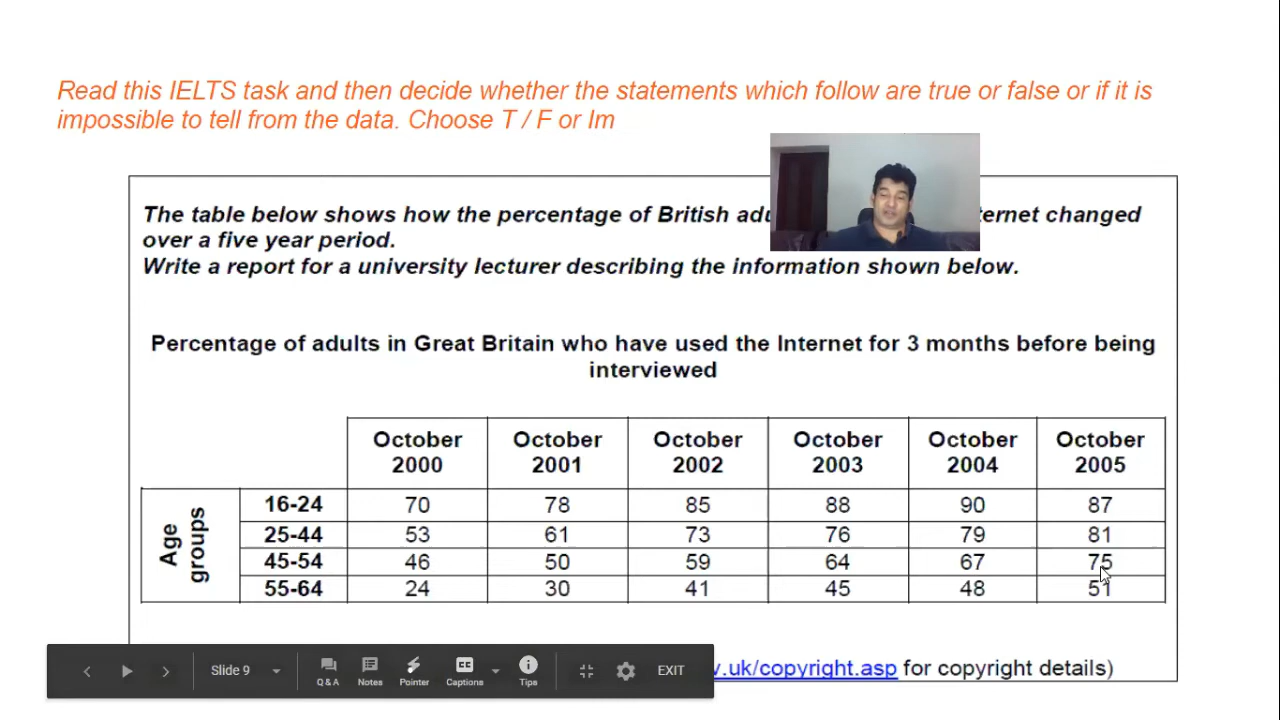 Read this IELTS task and then decide whether the statements which follow are true or false or if it is
impossible to tell from the data. Choose T / F or Im
The table below shows how the percentage of British ternet changed
over a five year period.
Write a report for a university lecturer describing the information shown below.
Percentage of adults in Great Britain who have used the Internet for 3 months before being
interviewed
October 2000 October 2001 October 2002 October 2003 October 2004 October 2005
Age groups
16-24 70 78 85 88 90 87
25-44 53 61 73 76 79 81
45-54 46 50 59 64 67 75
55-64 24 30 41 45 48 51
.uk/copyright.asp for copyright details)
Slide 9
Q & A Notes Pointer Captions Tips
EXIT